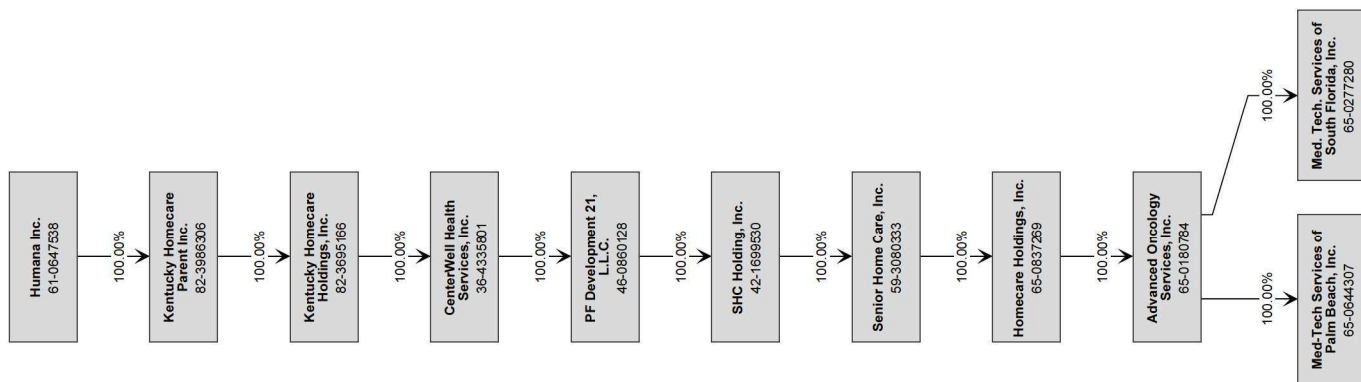 Humana Inc.
61-0647538
100.00%
Kentucky Homecare
Parent Inc.
82-3986306
100.00%
Kentucky Homecare
Holdings, Inc.
82-3695166
100.00%
CenterWell Health
Services, Inc.
36-4335801
100.00%
PF Development 21,
L.L.C.
46-0860128
100.00%
SHC Holding, Inc.
42-1699530
100.00%
Senior Home Care, Inc.
59-3080333
100.00%
Homecare Holdings, Inc.
65-0837269
100.00%
Advanced Oncology
Services, Inc.
65-0180784
100.00%
Med-Tech Services of
Palm Beach, Inc.
65-0644307
100.00%
Med. Tech. Services of
South Florida, Inc.
65-0277280